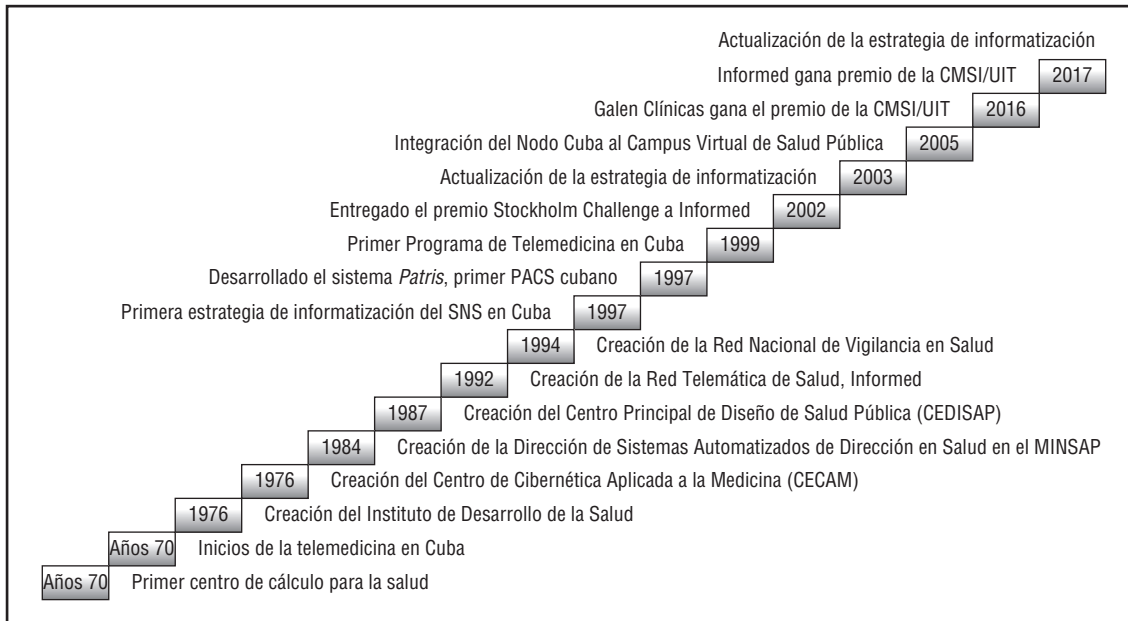 Actualización de la estrategia de informatización
Informed gana premio de la CMSI/UIT 2017
Galen Clínicas gana el premio de la CMSI/UIT 2016
Integración del Nodo Cuba al Campus Virtual de Salud Pública 2005
Actualización de la estrategia de informatización 2003
Entregado el premio Stockholm Challenge a Informed 2002
Primer Programa de Telemedicina en Cuba 1999
Desarrollado el sistema Patris, primer PACS cubano 1997
Primera estrategia de informatización del SNS en Cuba 1997
1994 Creación de la Red Nacional de Vigilancia en Salud
1992 Creación de la Red Telemática de Salud, Informed
1987 Creación del Centro Principal de Diseño de Salud Pública (CEDISAP)
1984 Creación de la Dirección de Sistemas Automatizados de Dirección en Salud en el MINSAP
1976 Creación del Centro de Cibernética Aplicada a la Medicina (CECAM)
1976 Creación del Instituto de Desarrollo de la Salud
Años 70 Inicios de la telemedicina en Cuba
Años 70 Primer centro de cálculo para la salud